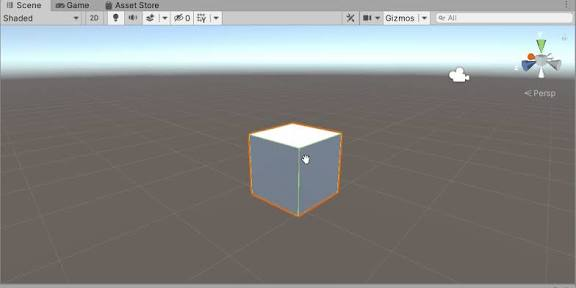 Scene Game Asset Store
Shaded 2D 0 Gizmos All
Persp